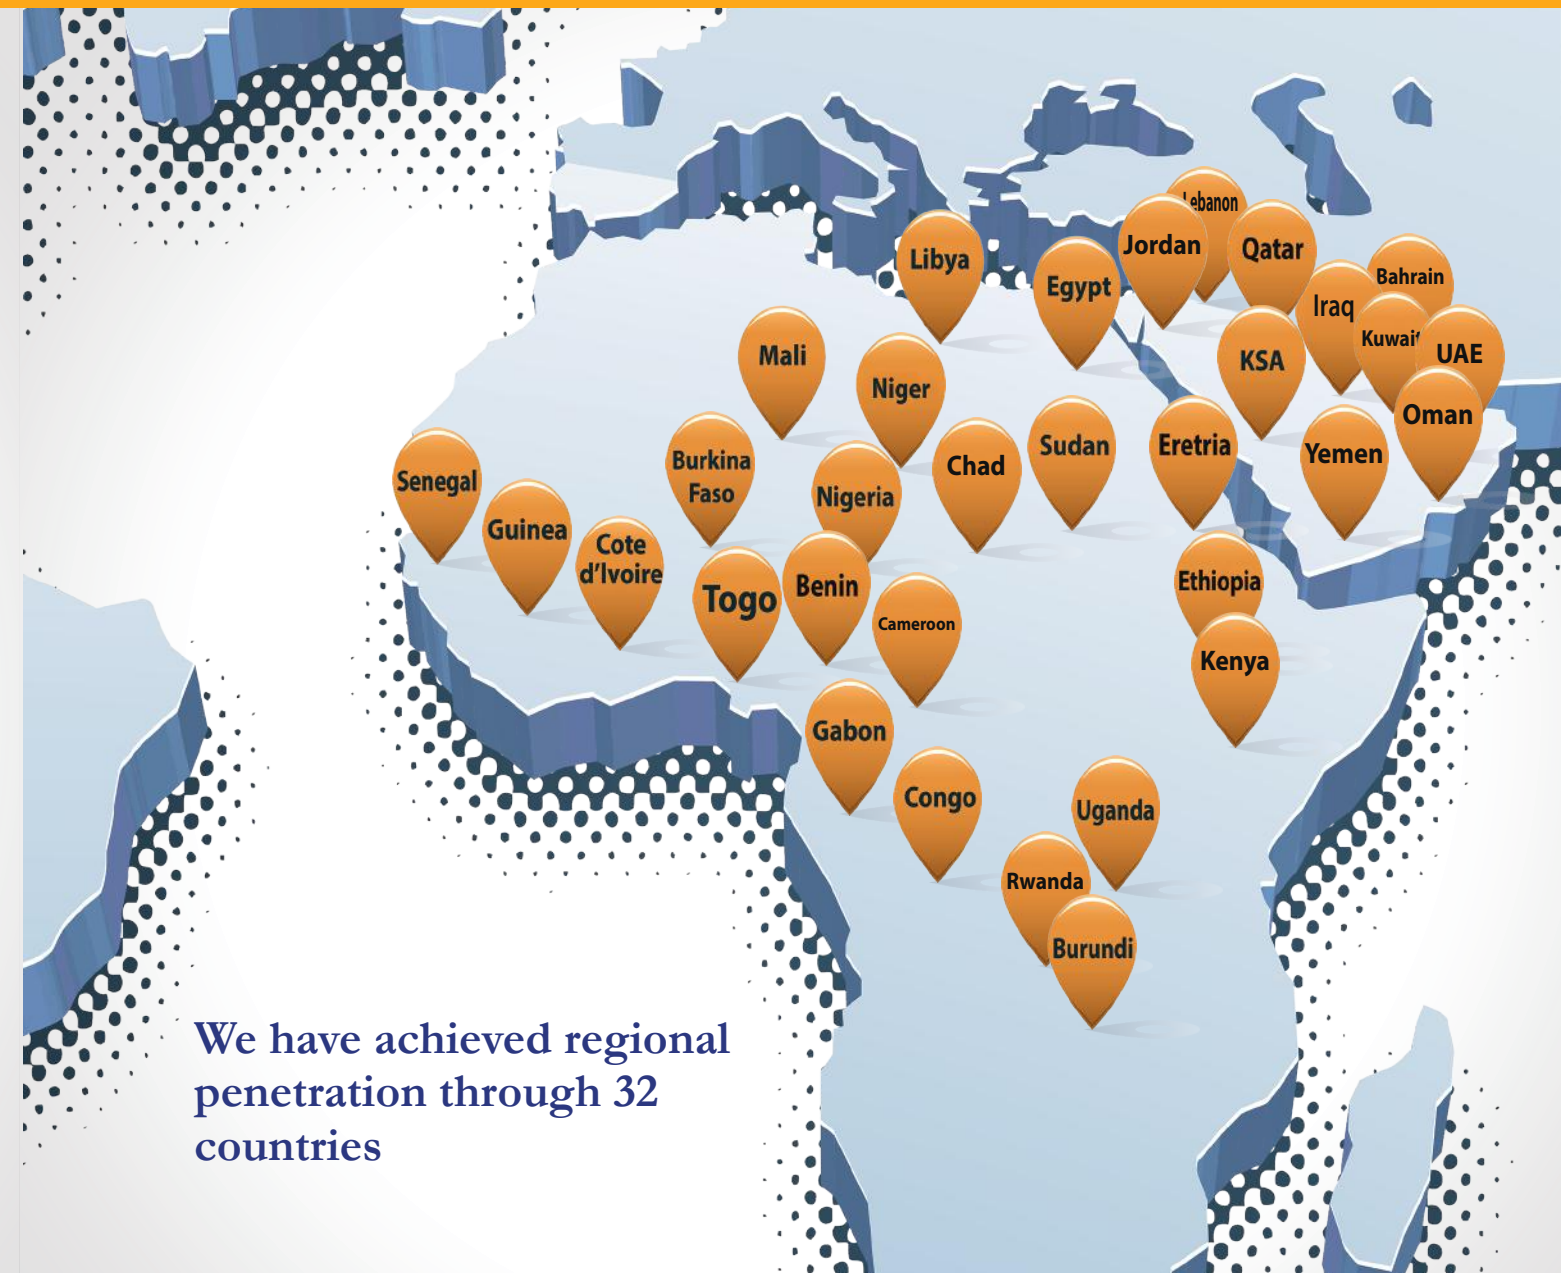 Lebanon
Jordan
Qatar
Libya
Egypt
Bahrain
Iraq
Kuwait
UAE
Mali
KSA
Niger
Oman
Burkina
Faso
Chad
Sudan
Eretria
Yemen
Senegal
Nigeria
Guinea
Cote
d'Ivoire
Togo
Benin
Ethiopia
Cameroon
Kenya
Gabon
Congo
Uganda
Rwanda
Burundi
We have achieved regional
penetration through 32
countries